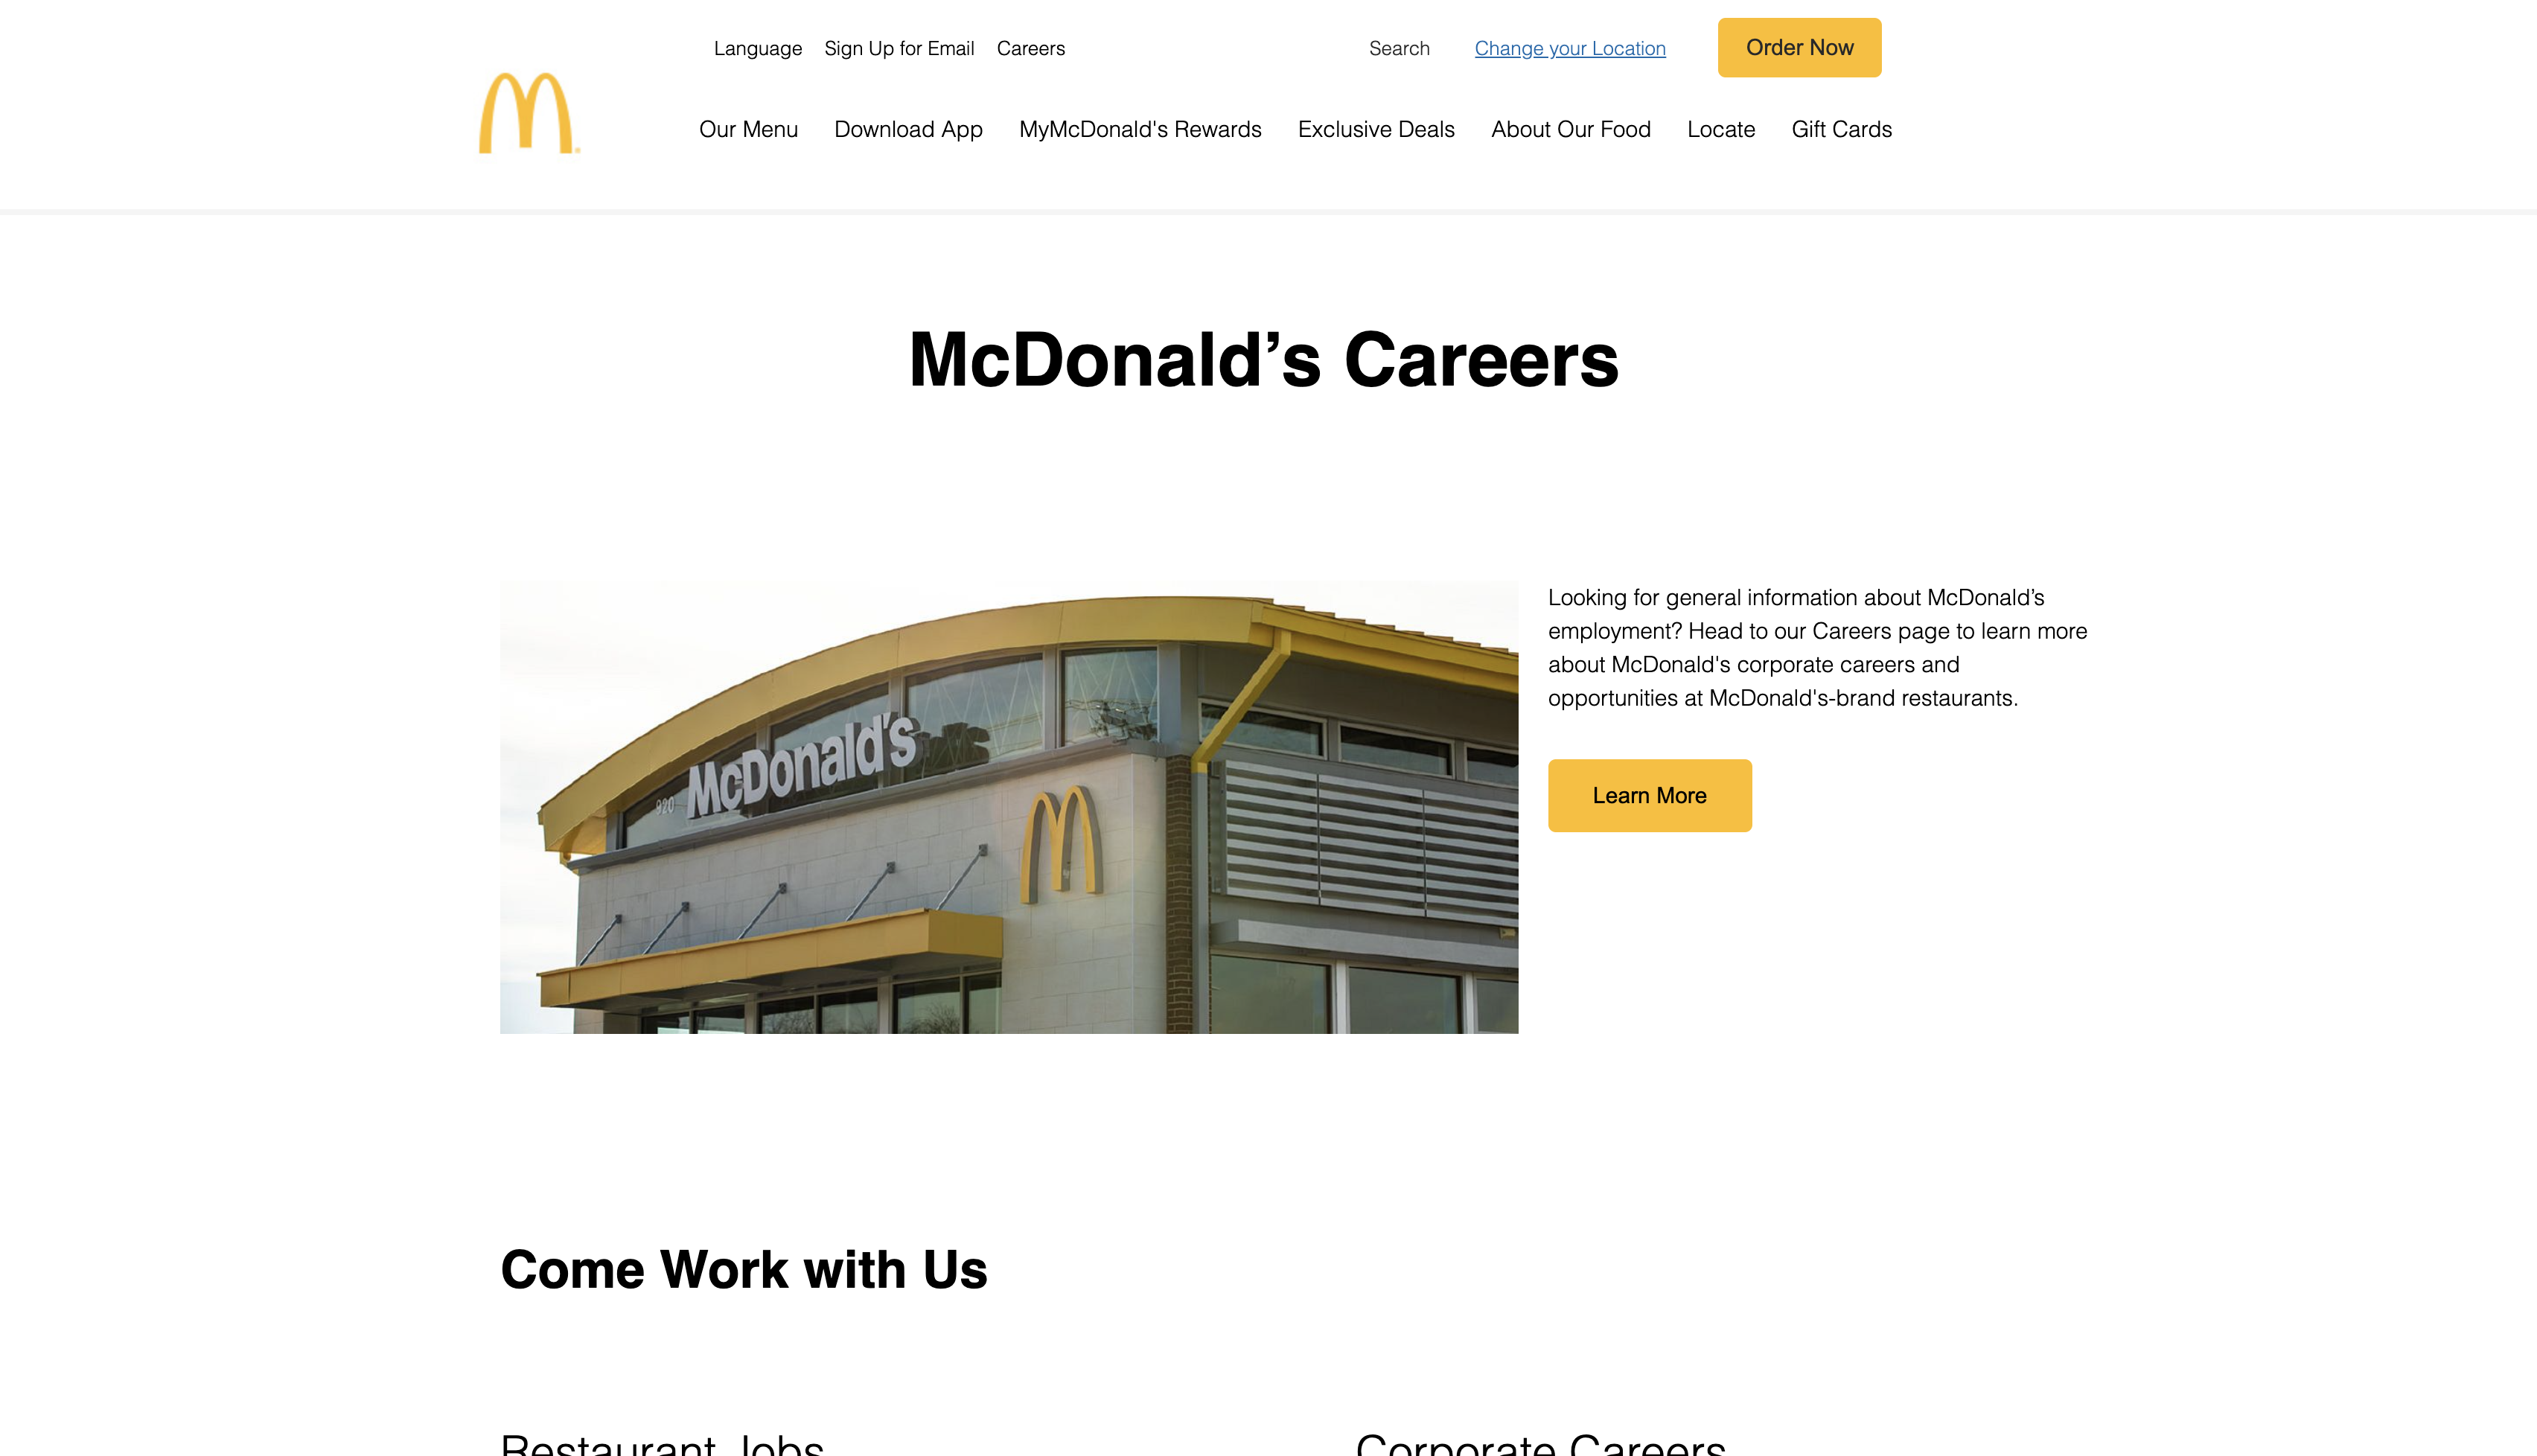 Language Sign Up for Email Careers Search Change your Location Order Now
Our Menu Download App MyMcDonald's Rewards Exclusive Deals About Our Food Locate Gift Cards
McDonald’s Careers
920 McDonald's
Looking for general information about McDonald’s
employment? Head to our Careers page to learn more
about McDonald's corporate careers and
opportunities at McDonald's-brand restaurants.
Learn More
Come Work with Us
Restaurant Jobs Corporate Careers